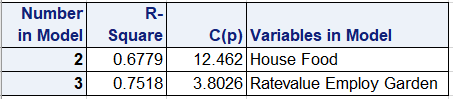 Number in Model R-Square C(p) Variables in Model
2 0.6779 12.462 House Food
3 0.7518 3.8026 Ratevalue Employ Garden